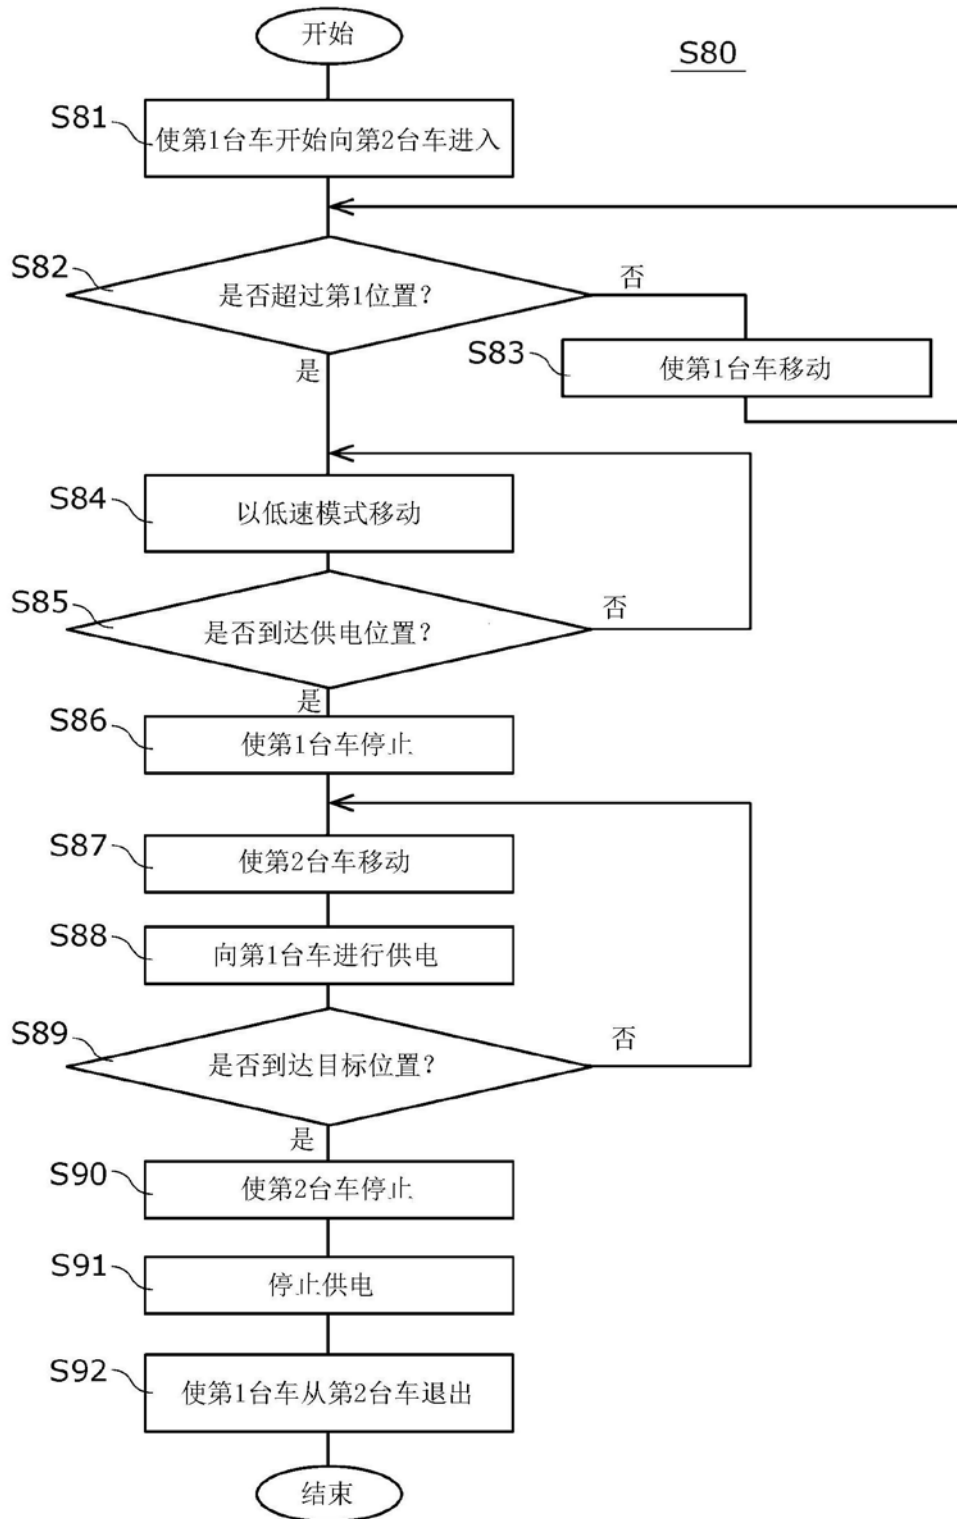 开始
S80
S81
使第1台车开始向第2台车进入
S82
是否超过第1位置？
否
是
S83
使第1台车移动
S84
以低速模式移动
S85
是否到达供电位置？
否
是
S86
使第1台车停止
S87
使第2台车移动
S88
向第1台车进行供电
S89
是否到达目标位置？
否
是
S90
使第2台车停止
S91
停止供电
S92
使第1台车从第2台车退出
结束